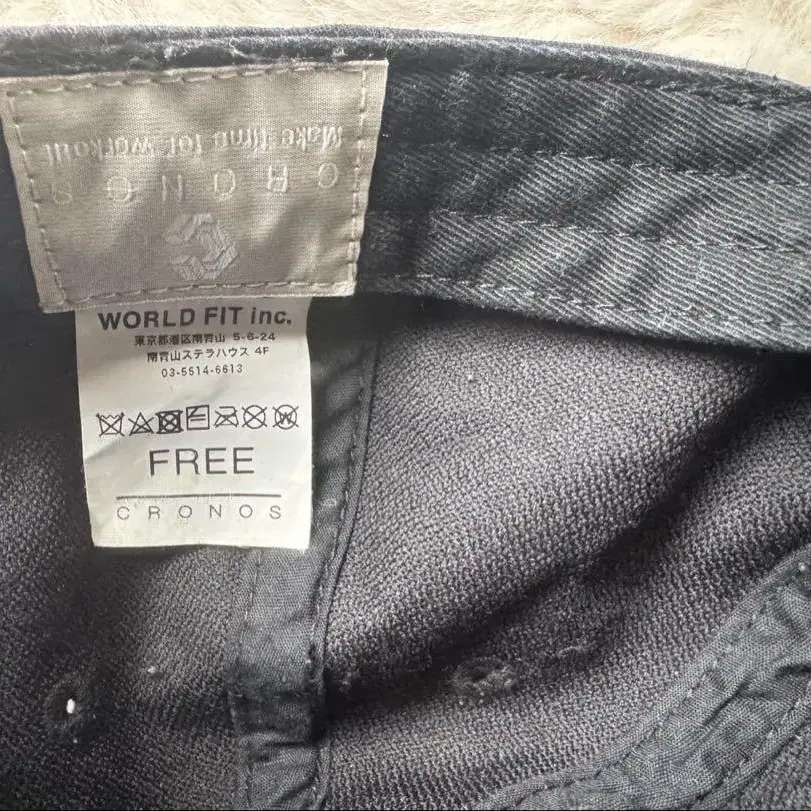 Make time for workout
CRONOS
WORLD FIT inc.
東京都港区南青山 5-6-24
南青山ステラハウス 4F
03-5514-6613
FREE
CRONOS